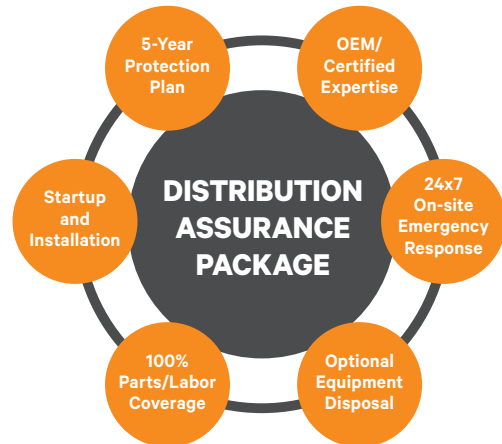 5-Year
Protection
Plan
OEM/
Certified
Expertise
Startup
and
Installation
DISTRIBUTION
ASSURANCE
PACKAGE
24x7
On-site
Emergency
Response
100%
Parts/Labor
Coverage
Optional
Equipment
Disposal